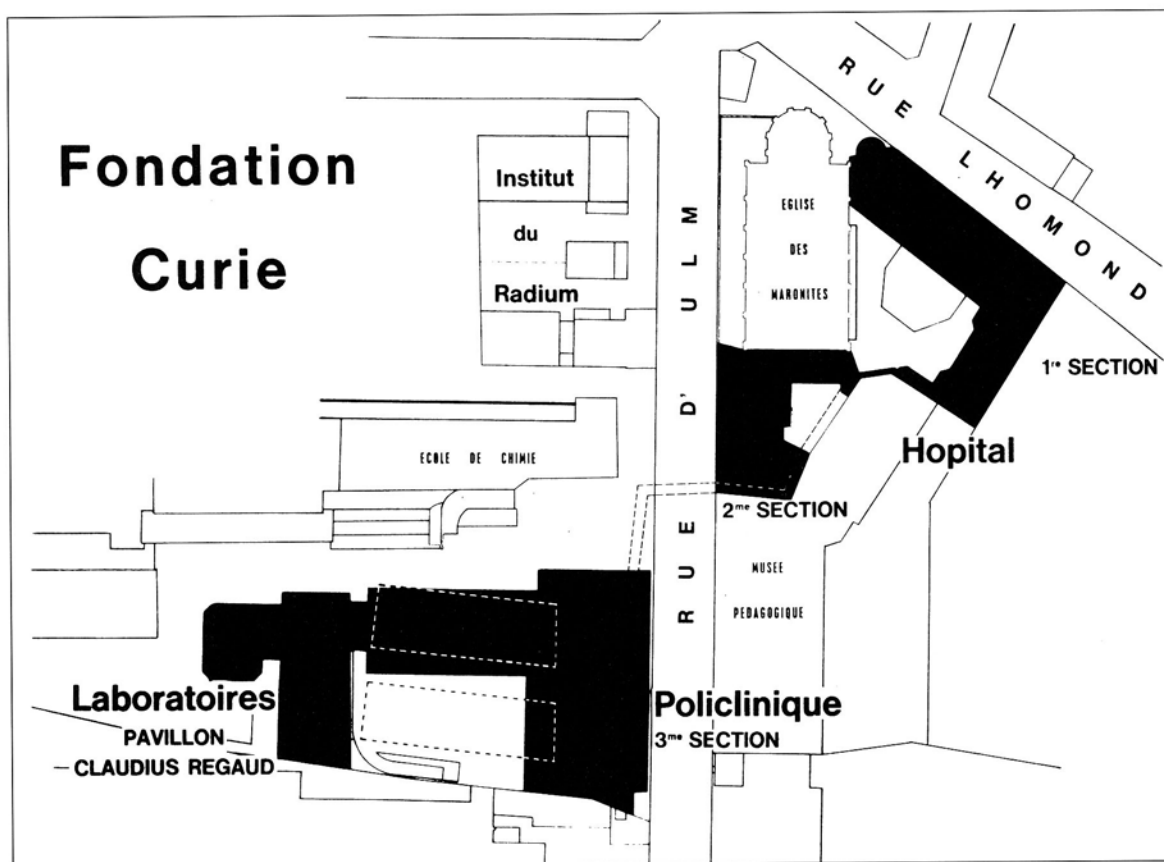 Fondation
Curie
Institut
du
Radium
RUE D' ULM
EGLISE
DES
MARONITES
RUE LHOMOND
1re SECTION
Hopital
ECOLE DE CHIMIE
2me SECTION
MUSEE
PEDAGOGIQUE
Laboratoires
PAVILLON
CLAUDIUS REGAUD
Policlinique
3me SECTION